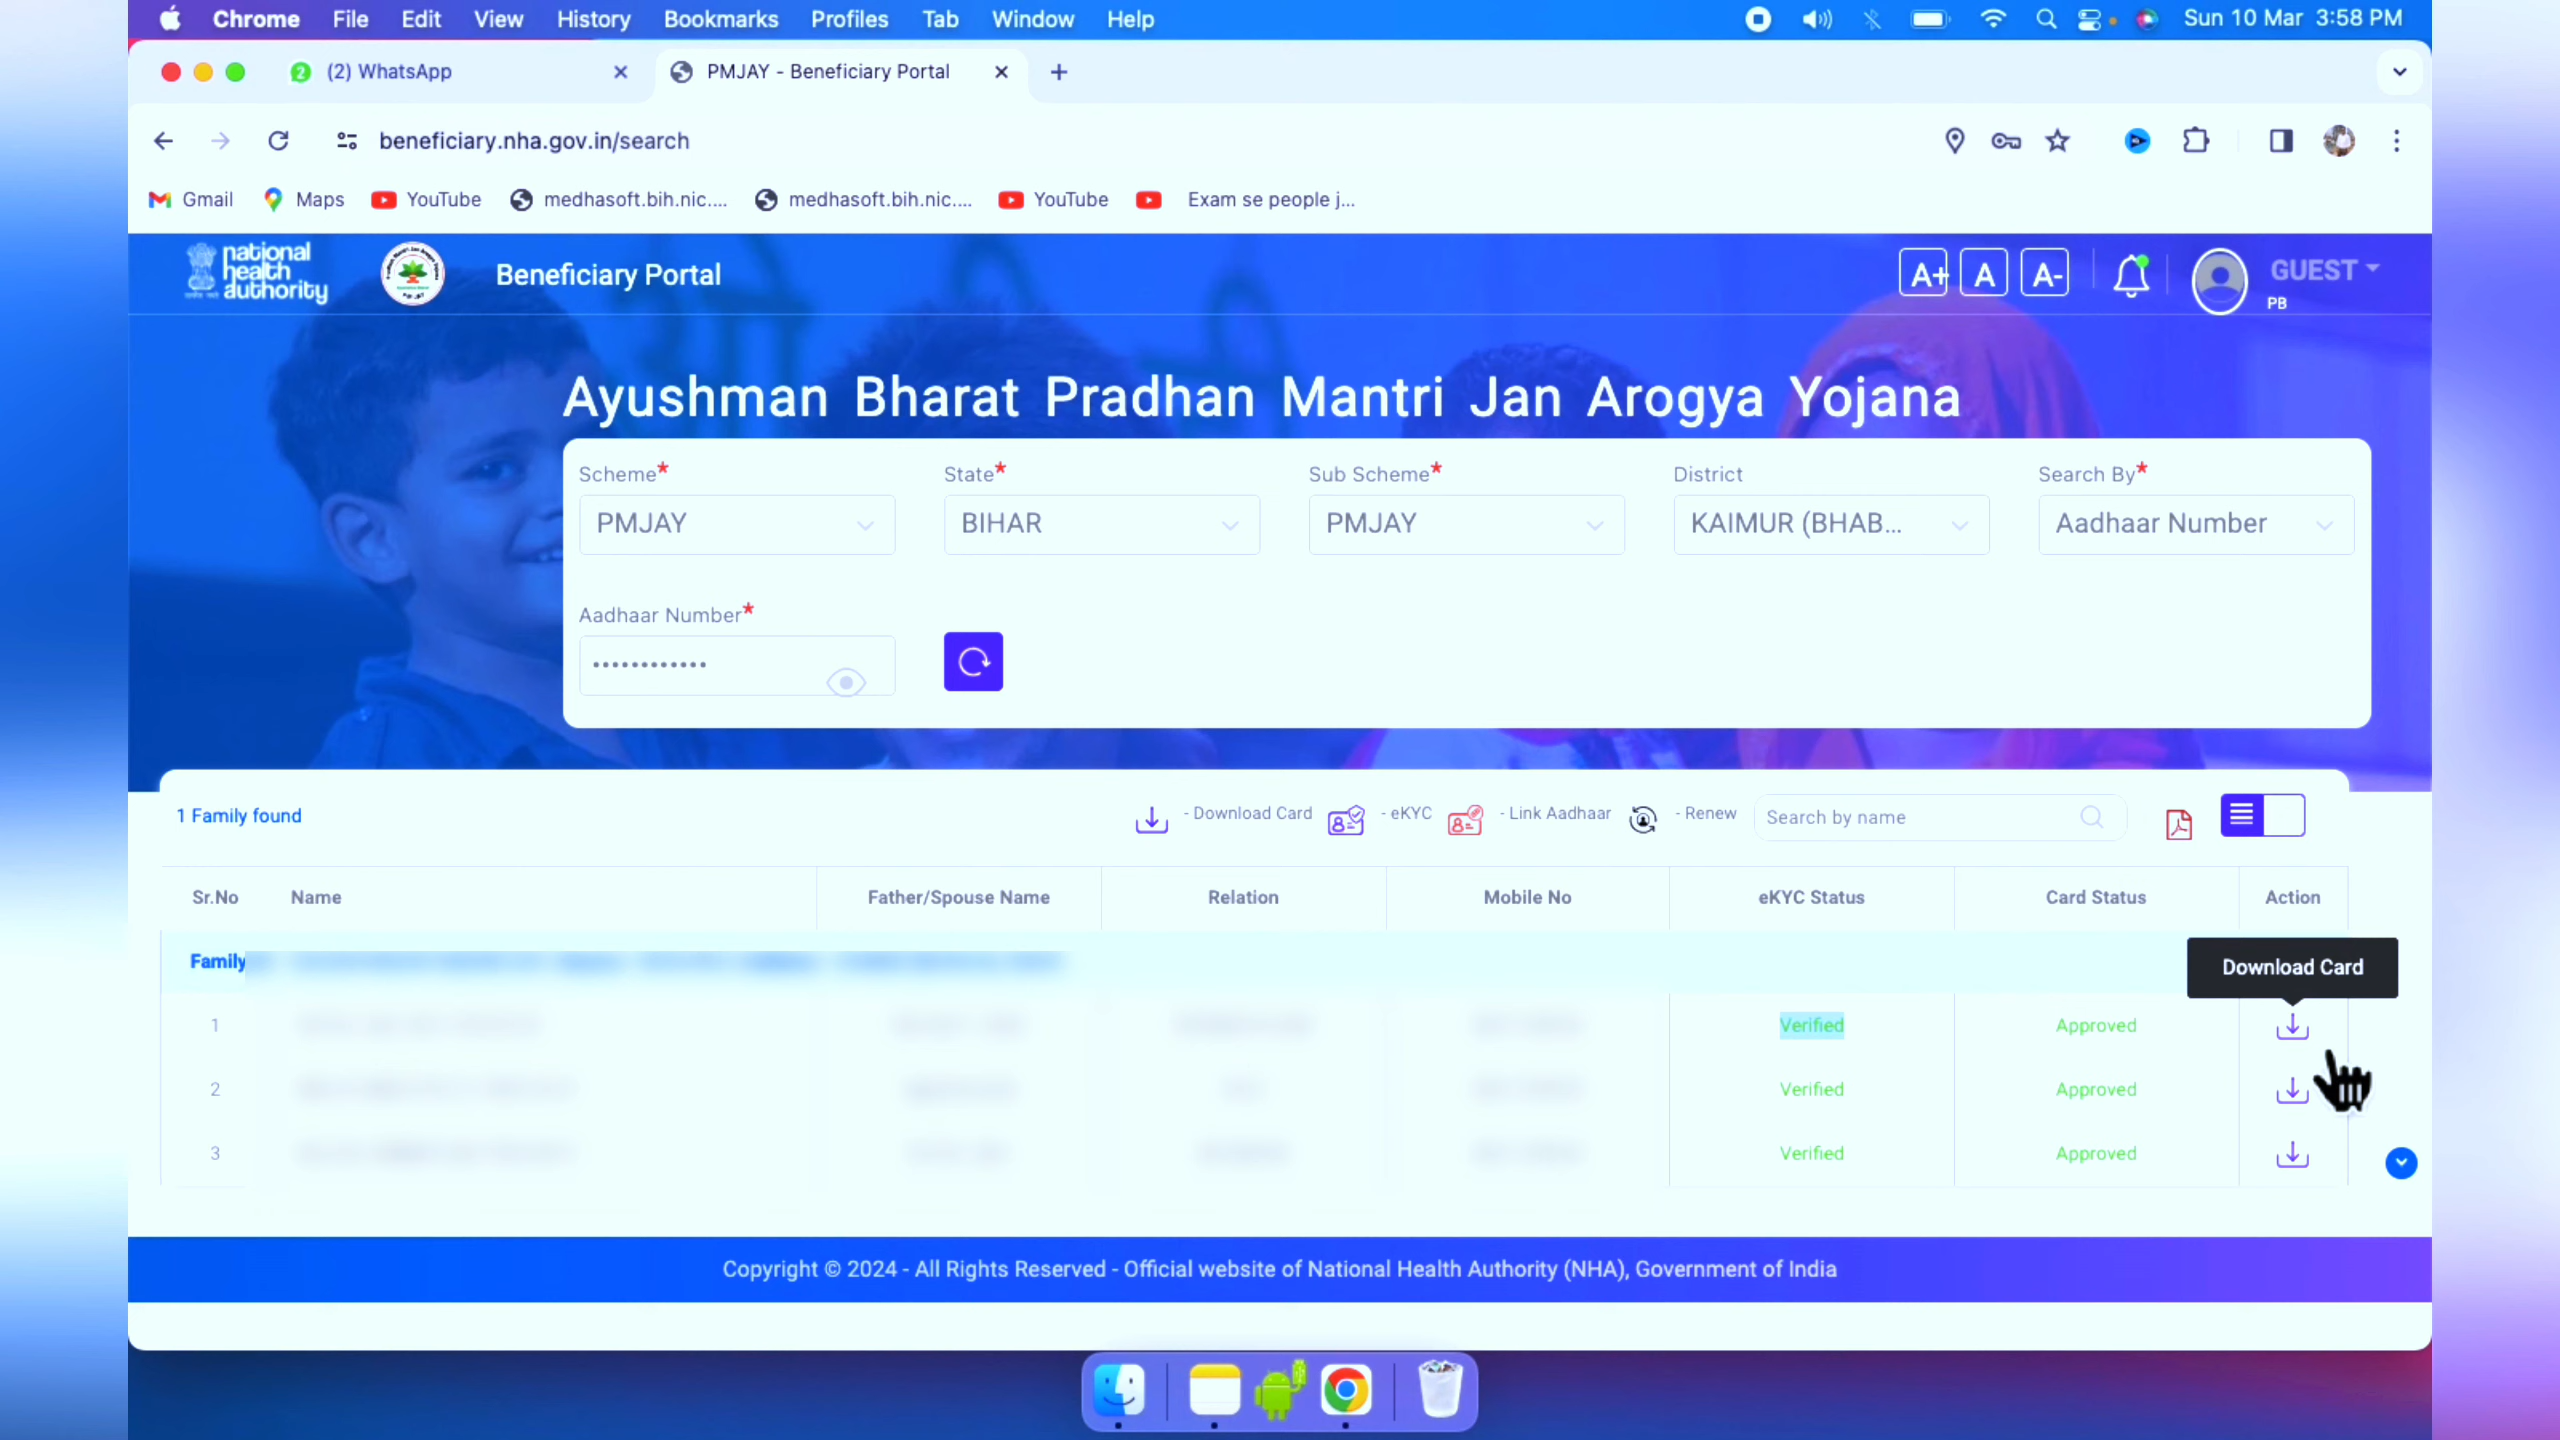 Chrome File Edit View History Bookmarks Profiles Tab Window Help Sun 10 Mar 3:58 PM
2 (2) WhatsApp PMJAY - Beneficiary Portal
beneficiary.nha.gov.in/search
Gmail Maps YouTube medhasoft.bih.nic.... medhasoft.bih.nic.... YouTube Exam se people j...
national
health
authority
Beneficiary Portal A+ A A- GUEST
PB
Ayushman Bharat Pradhan Mantri Jan Arogya Yojana
Scheme* State* Sub Scheme* District Search By*
PMJAY BIHAR PMJAY KAIMUR (BHAB... Aadhaar Number
Aadhaar Number*
1 Family found - Download Card - eKYC - Link Aadhaar - Renew Search by name
Sr.No Name Father/Spouse Name Relation Mobile No eKYC Status Card Status Action
Family
Download Card
1 Verified Approved
2 Verified Approved
3 Verified Approved
Copyright © 2024 - All Rights Reserved - Official website of National Health Authority (NHA), Government of India